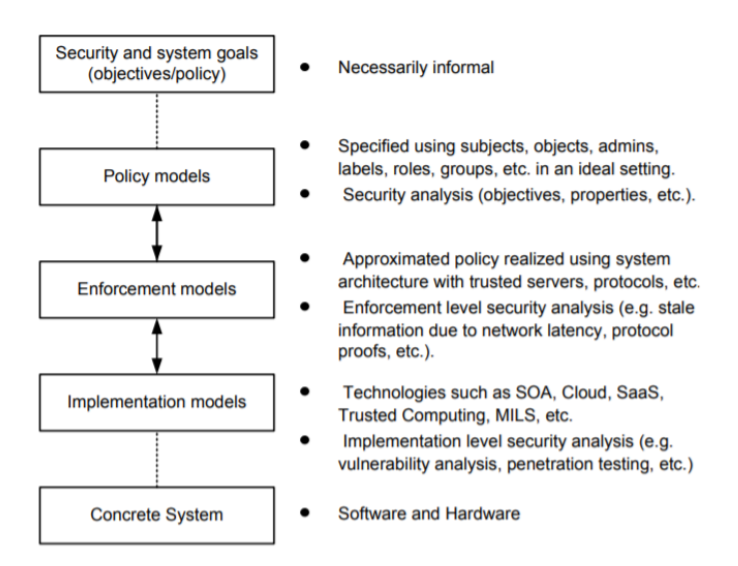 Security and system goals
(objectives/policy)
● Necessarily informal
Policy models
● Specified using subjects, objects, admins,
labels, roles, groups, etc. in an ideal setting.
● Security analysis (objectives, properties, etc.).
Enforcement models
● Approximated policy realized using system
architecture with trusted servers, protocols, etc.
● Enforcement level security analysis (e.g. stale
information due to network latency, protocol
proofs, etc.).
Implementation models
● Technologies such as SOA, Cloud, SaaS,
Trusted Computing, MILS, etc.
● Implementation level security analysis (e.g.
vulnerability analysis, penetration testing, etc.)
Concrete System
● Software and Hardware